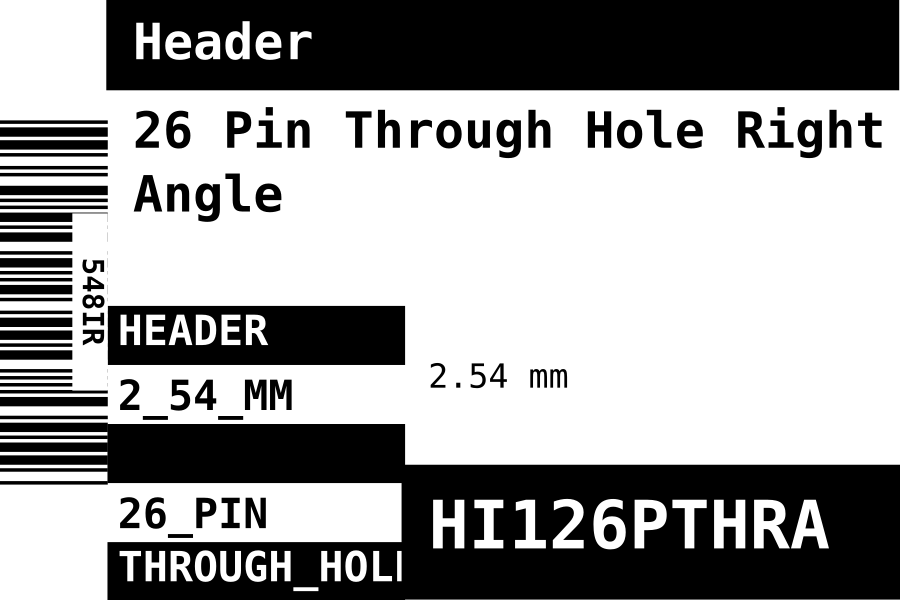 Header
26 Pin Through Hole Right
Angle
548IR
HEADER
2_54_MM
2.54 mm
26_PIN
HI126PTHRA